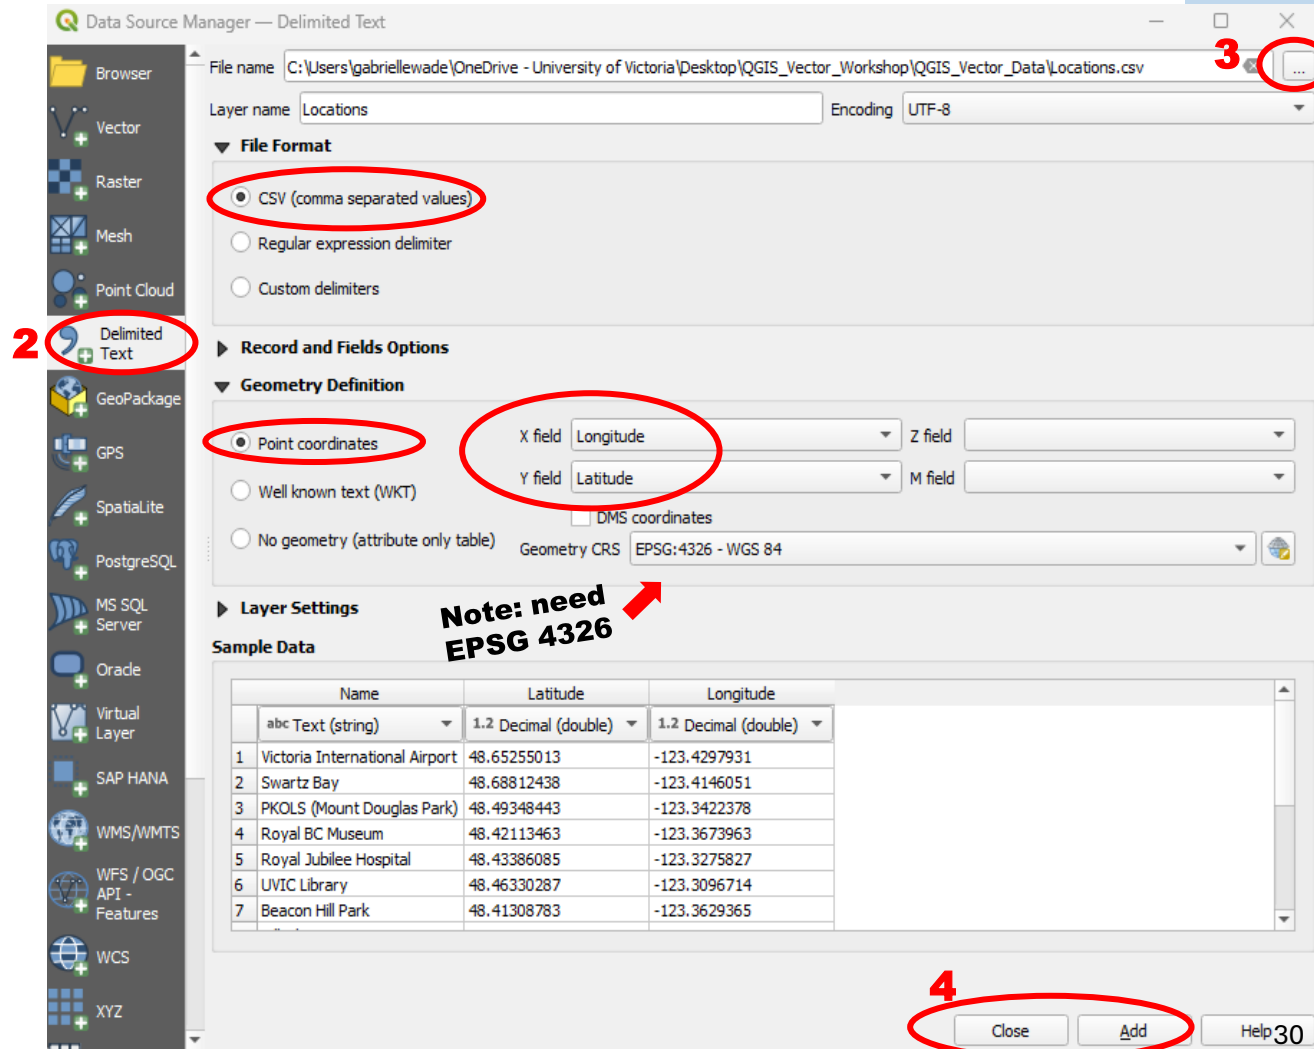 Data Source Manager — Delimited Text
3
File name C:\Users\gabriellewade\OneDrive - University of Victoria\Desktop\QGIS_Vector_Workshop\QGIS_Vector_Data\Locations.csv ...
Layer name Locations Encoding UTF-8
Browser
Vector
Raster
Mesh
Point Cloud
2
Delimited
Text
GeoPackage
GPS
SpatiaLite
PostgreSQL
MS SQL
Server
Oracle
Virtual
Layer
SAP HANA
WMS/WMTS
WFS / OGC
API -
Features
WCS
XYZ
File Format
CSV (comma separated values)
Regular expression delimiter
Custom delimiters
Record and Fields Options
Geometry Definition
Point coordinates
Well known text (WKT)
No geometry (attribute only table)
X field Longitude Z field
Y field Latitude M field
DMS coordinates
Geometry CRS EPSG:4326 - WGS 84
Note: need
EPSG 4326
Layer Settings
Sample Data
Name Latitude Longitude
abc Text (string) 1.2 Decimal (double) 1.2 Decimal (double)
1 Victoria International Airport 48.65255013 -123.4297931
2 Swartz Bay 48.68812438 -123.4146051
3 PKOLS (Mount Douglas Park) 48.49348443 -123.3422378
4 Royal BC Museum 48.42113463 -123.3673963
5 Royal Jubilee Hospital 48.43386085 -123.3275827
6 UVIC Library 48.46330287 -123.3096714
7 Beacon Hill Park 48.41308783 -123.3629365
4
Close Add Help
30